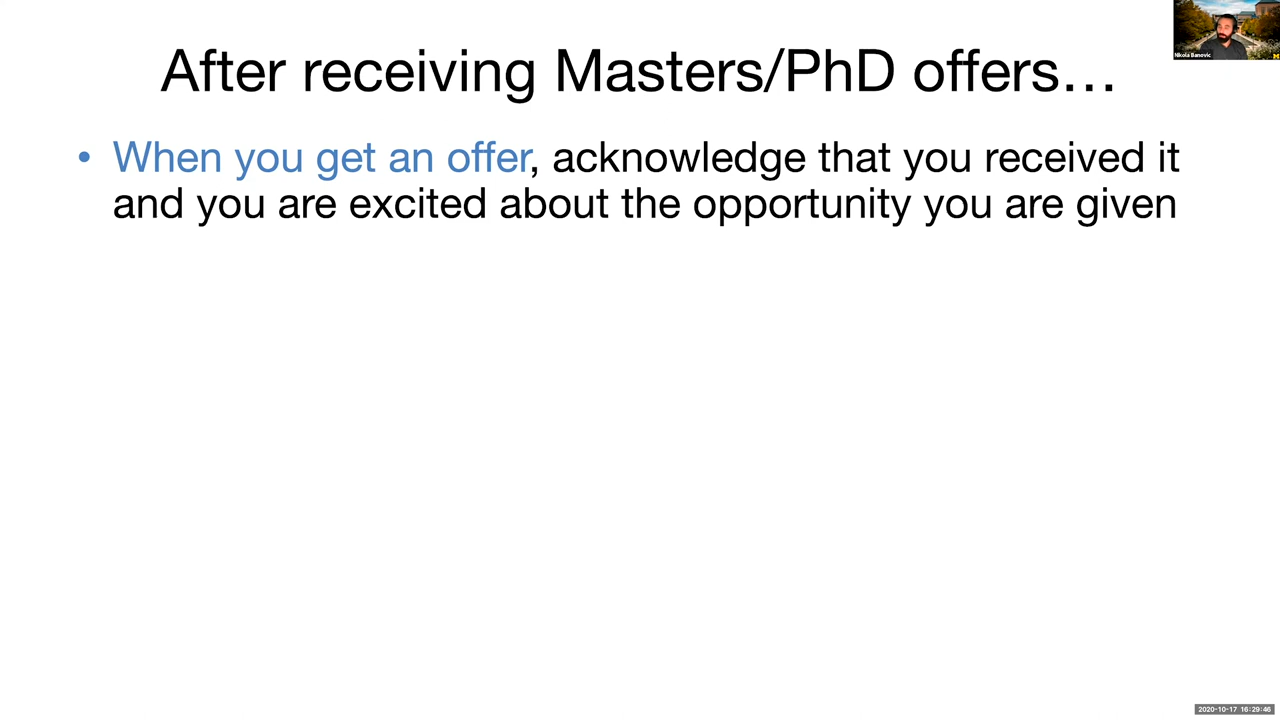 After receiving Masters/PhD offers…
• When you get an offer, acknowledge that you received it
and you are excited about the opportunity you are given
Nikola Banovic
2020-10-17 16:29:46